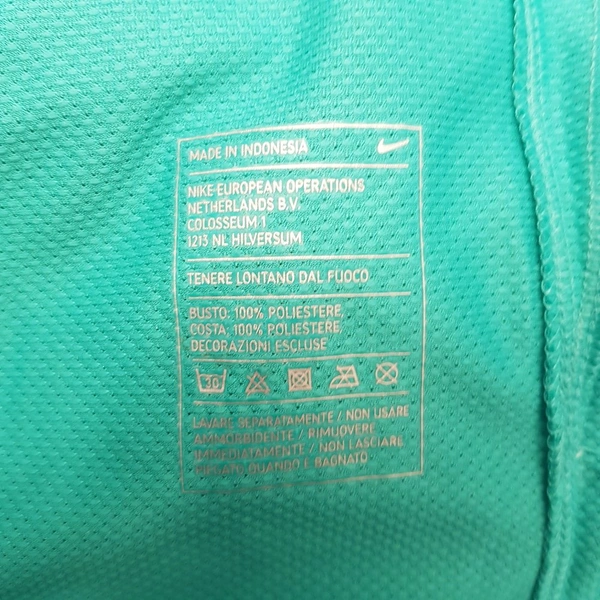 MADE IN INDONESIA
NIKE EUROPEAN OPERATIONS
NETHERLANDS B.V.
COLOSSEUM 1
1213 NL HILVERSUM
TENERE LONTANO DAL FUOCO
BUSTO: 100% POLIESTERE,
COSTA, 100% POLIESTERE,
DECORAZIONI ESCLUSE
30
LAVARE SEPARATAMENTE / NON USARE
AMMORBIDENTE / RIMUOVERE
IMMEDIATAMENTE / NON LASCIARE
PIEGATI, QUANDO E BAGNATO